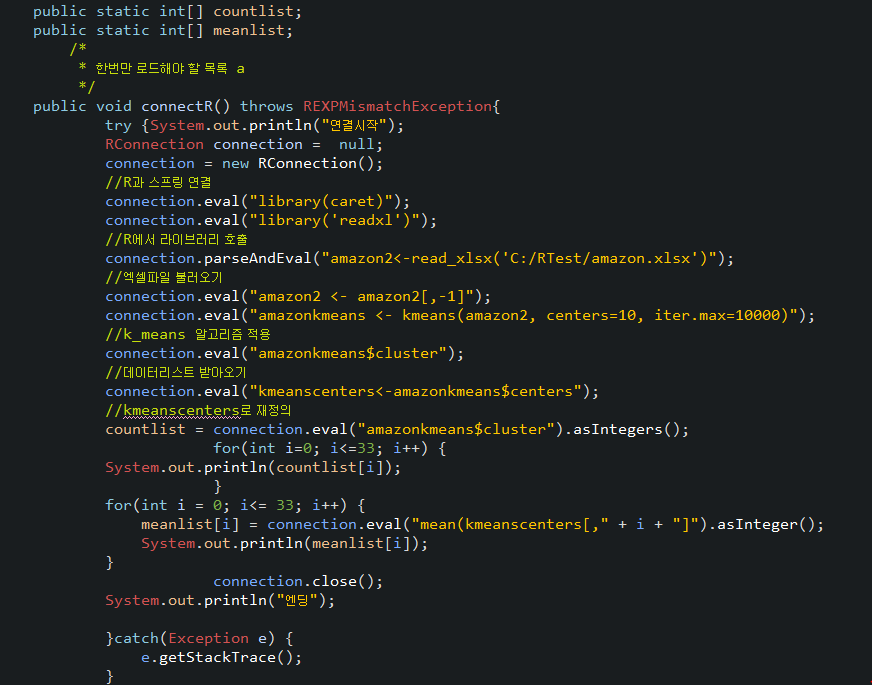 public static int[] countlist;
public static int[] meanlist;
/*
* 한번만 로드해야 할 목록 a
*/
public void connectR() throws REXPMismatchException{
try {System.out.println("연결시작");
RConnection connection =  null;
connection = new RConnection();
//R과 스프링 연결
connection.eval("library(caret)");
connection.eval("library('readxl')");
//R에서 라이브러리 호출
connection.parseAndEval("amazon2<-read_xlsx('C:/RTest/amazon.xlsx')");
//엑셀파일 불러오기
connection.eval("amazon2 <- amazon2[,-1]");
connection.eval("amazonkmeans <- kmeans(amazon2, centers=10, iter.max=10000)");
//k_means 알고리즘 적용
connection.eval("amazonkmeans$cluster");
//데이터리스트 받아오기
connection.eval("kmeanscenters<-amazonkmeans$centers");
//kmeanscenters로 재정의
countlist = connection.eval("amazonkmeans$cluster").asIntegers();
for(int i=0; i<=33; i++) {
System.out.println(countlist[i]);
}
for(int i = 0; i<= 33; i++) {
meanlist[i] = connection.eval("mean(kmeanscenters[," + i + "]").asInteger();
System.out.println(meanlist[i]);
}
connection.close();
System.out.println("엔딩");
}catch(Exception e) {
e.getStackTrace();
}